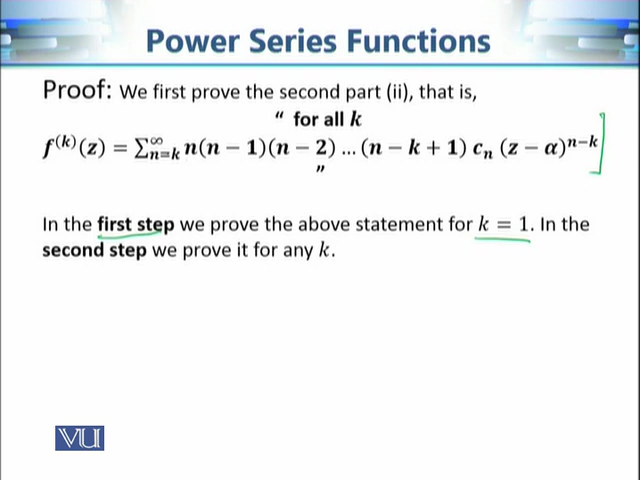 Power Series Functions
Proof: We first prove the second part (ii), that is,
“ for all k
f⁽ᵏ⁾(z) = ∑ₙ₌ₖ^∞ n(n − 1)(n − 2) … (n − k + 1) cₙ (z − α)ⁿ⁻ᵏ
”
In the first step we prove the above statement for k = 1. In the
second step we prove it for any k.
VU